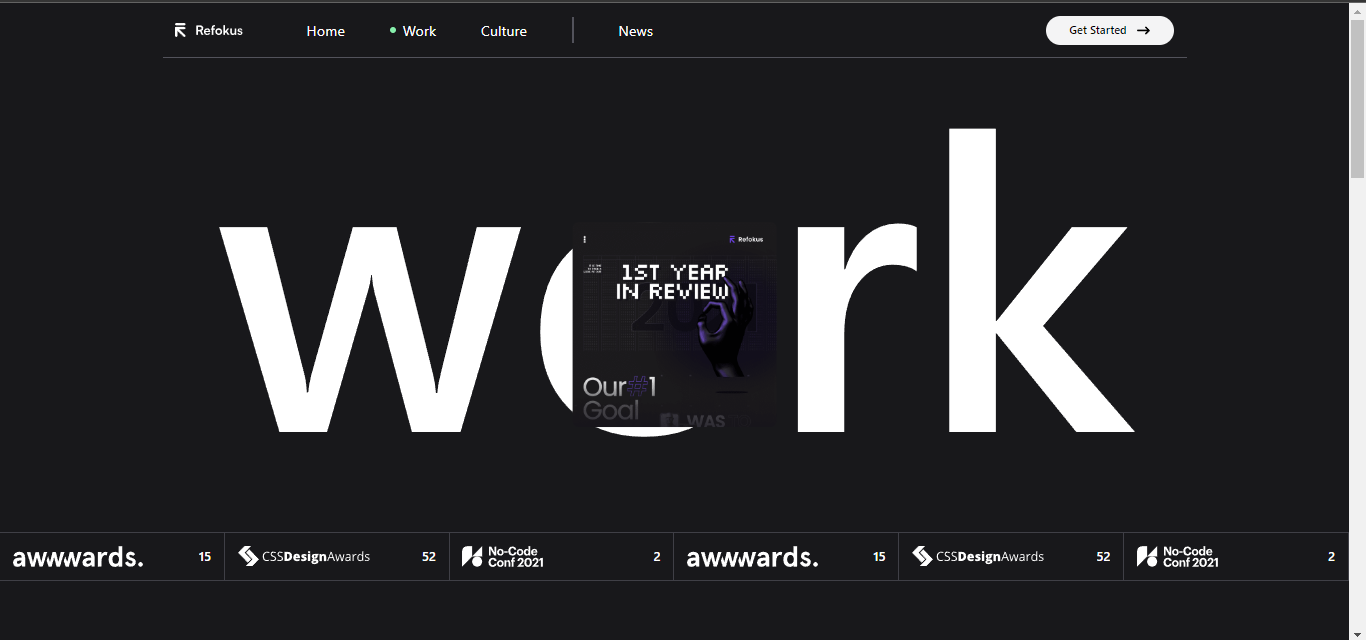 Refokus Home Work Culture News Get Started
work
Refokus
1ST YEAR
IN REVIEW
2021
Our #1
Goal
WAS
awwwards. 15 CSSDesignAwards 52 No-Code Conf 2021 2 awwwards. 15 CSSDesignAwards 52 No-Code Conf 2021 2